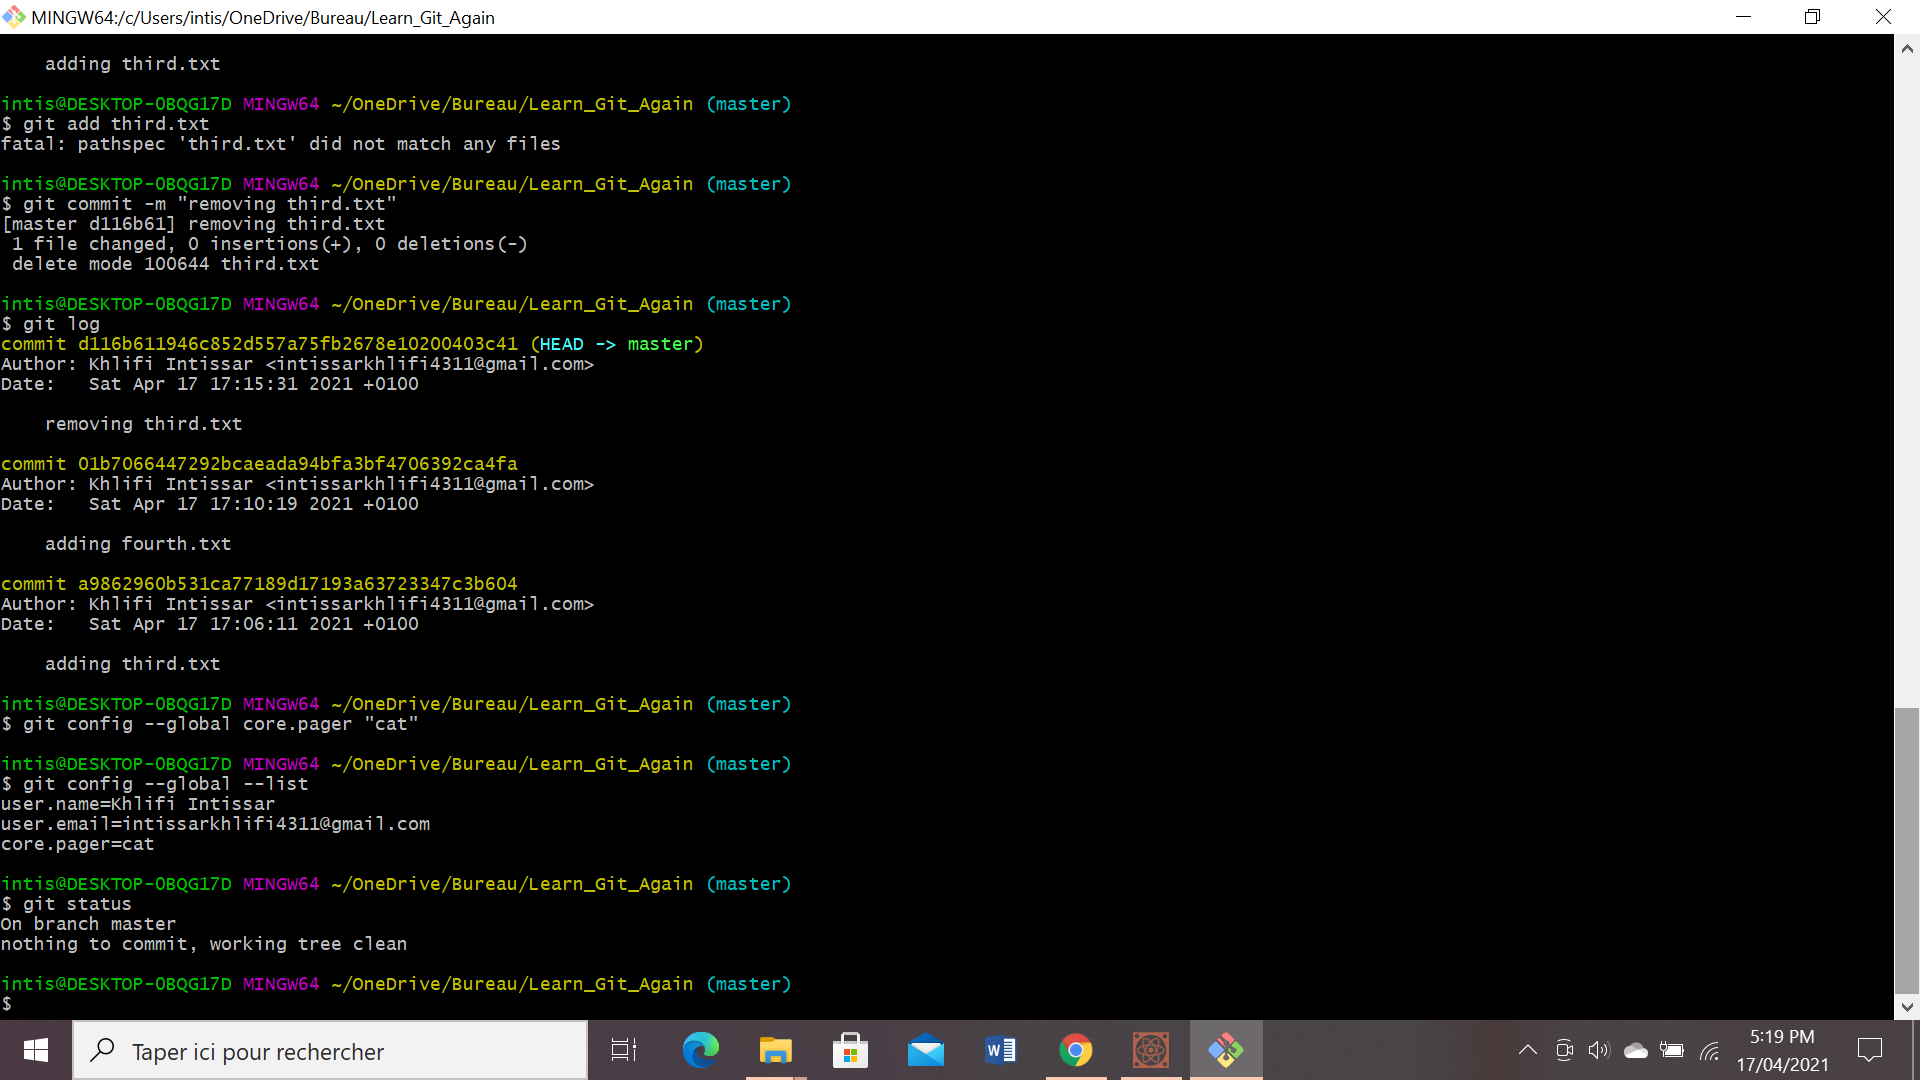 MINGW64:/c/Users/intis/OneDrive/Bureau/Learn_Git_Again
adding third.txt
intis@DESKTOP-0BQG17D MINGW64 ~/OneDrive/Bureau/Learn_Git_Again (master)
$ git add third.txt
fatal: pathspec 'third.txt' did not match any files
intis@DESKTOP-0BQG17D MINGW64 ~/OneDrive/Bureau/Learn_Git_Again (master)
$ git commit -m "removing third.txt"
[master d116b61] removing third.txt
1 file changed, 0 insertions(+), 0 deletions(-)
delete mode 100644 third.txt
intis@DESKTOP-0BQG17D MINGW64 ~/OneDrive/Bureau/Learn_Git_Again (master)
$ git log
commit d116b611946c852d557a75fb2678e10200403c41 (HEAD -> master)
Author: Khlifi Intissar <intissarkhlifi4311@gmail.com>
Date:   Sat Apr 17 17:15:31 2021 +0100
removing third.txt
commit 01b7066447292bcaeada94bfa3bf4706392ca4fa
Author: Khlifi Intissar <intissarkhlifi4311@gmail.com>
Date:   Sat Apr 17 17:10:19 2021 +0100
adding fourth.txt
commit a9862960b531ca77189d17193a63723347c3b604
Author: Khlifi Intissar <intissarkhlifi4311@gmail.com>
Date:   Sat Apr 17 17:06:11 2021 +0100
adding third.txt
intis@DESKTOP-0BQG17D MINGW64 ~/OneDrive/Bureau/Learn_Git_Again (master)
$ git config --global core.pager "cat"
intis@DESKTOP-0BQG17D MINGW64 ~/OneDrive/Bureau/Learn_Git_Again (master)
$ git config --global --list
user.name=Khlifi Intissar
user.email=intissarkhlifi4311@gmail.com
core.pager=cat
intis@DESKTOP-0BQG17D MINGW64 ~/OneDrive/Bureau/Learn_Git_Again (master)
$ git status
On branch master
nothing to commit, working tree clean
intis@DESKTOP-0BQG17D MINGW64 ~/OneDrive/Bureau/Learn_Git_Again (master)
$
Taper ici pour rechercher
5:19 PM
17/04/2021